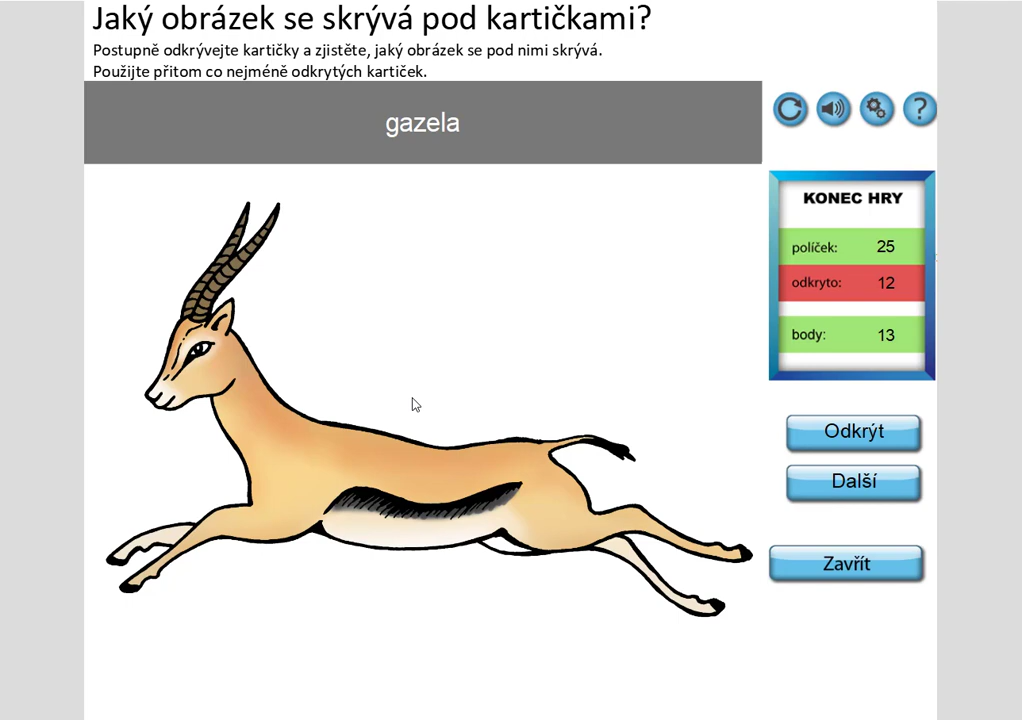 Jaký obrázek se skrývá pod kartičkami?
Postupně odkrývejte kartičky a zjistěte, jaký obrázek se pod nimi skrývá.
Použijte přitom co nejméně odkrytých kartiček.
gazela
?
KONEC HRY
políček: 25
odkryto: 12
body: 13
Odkrýt
Další
Zavřít